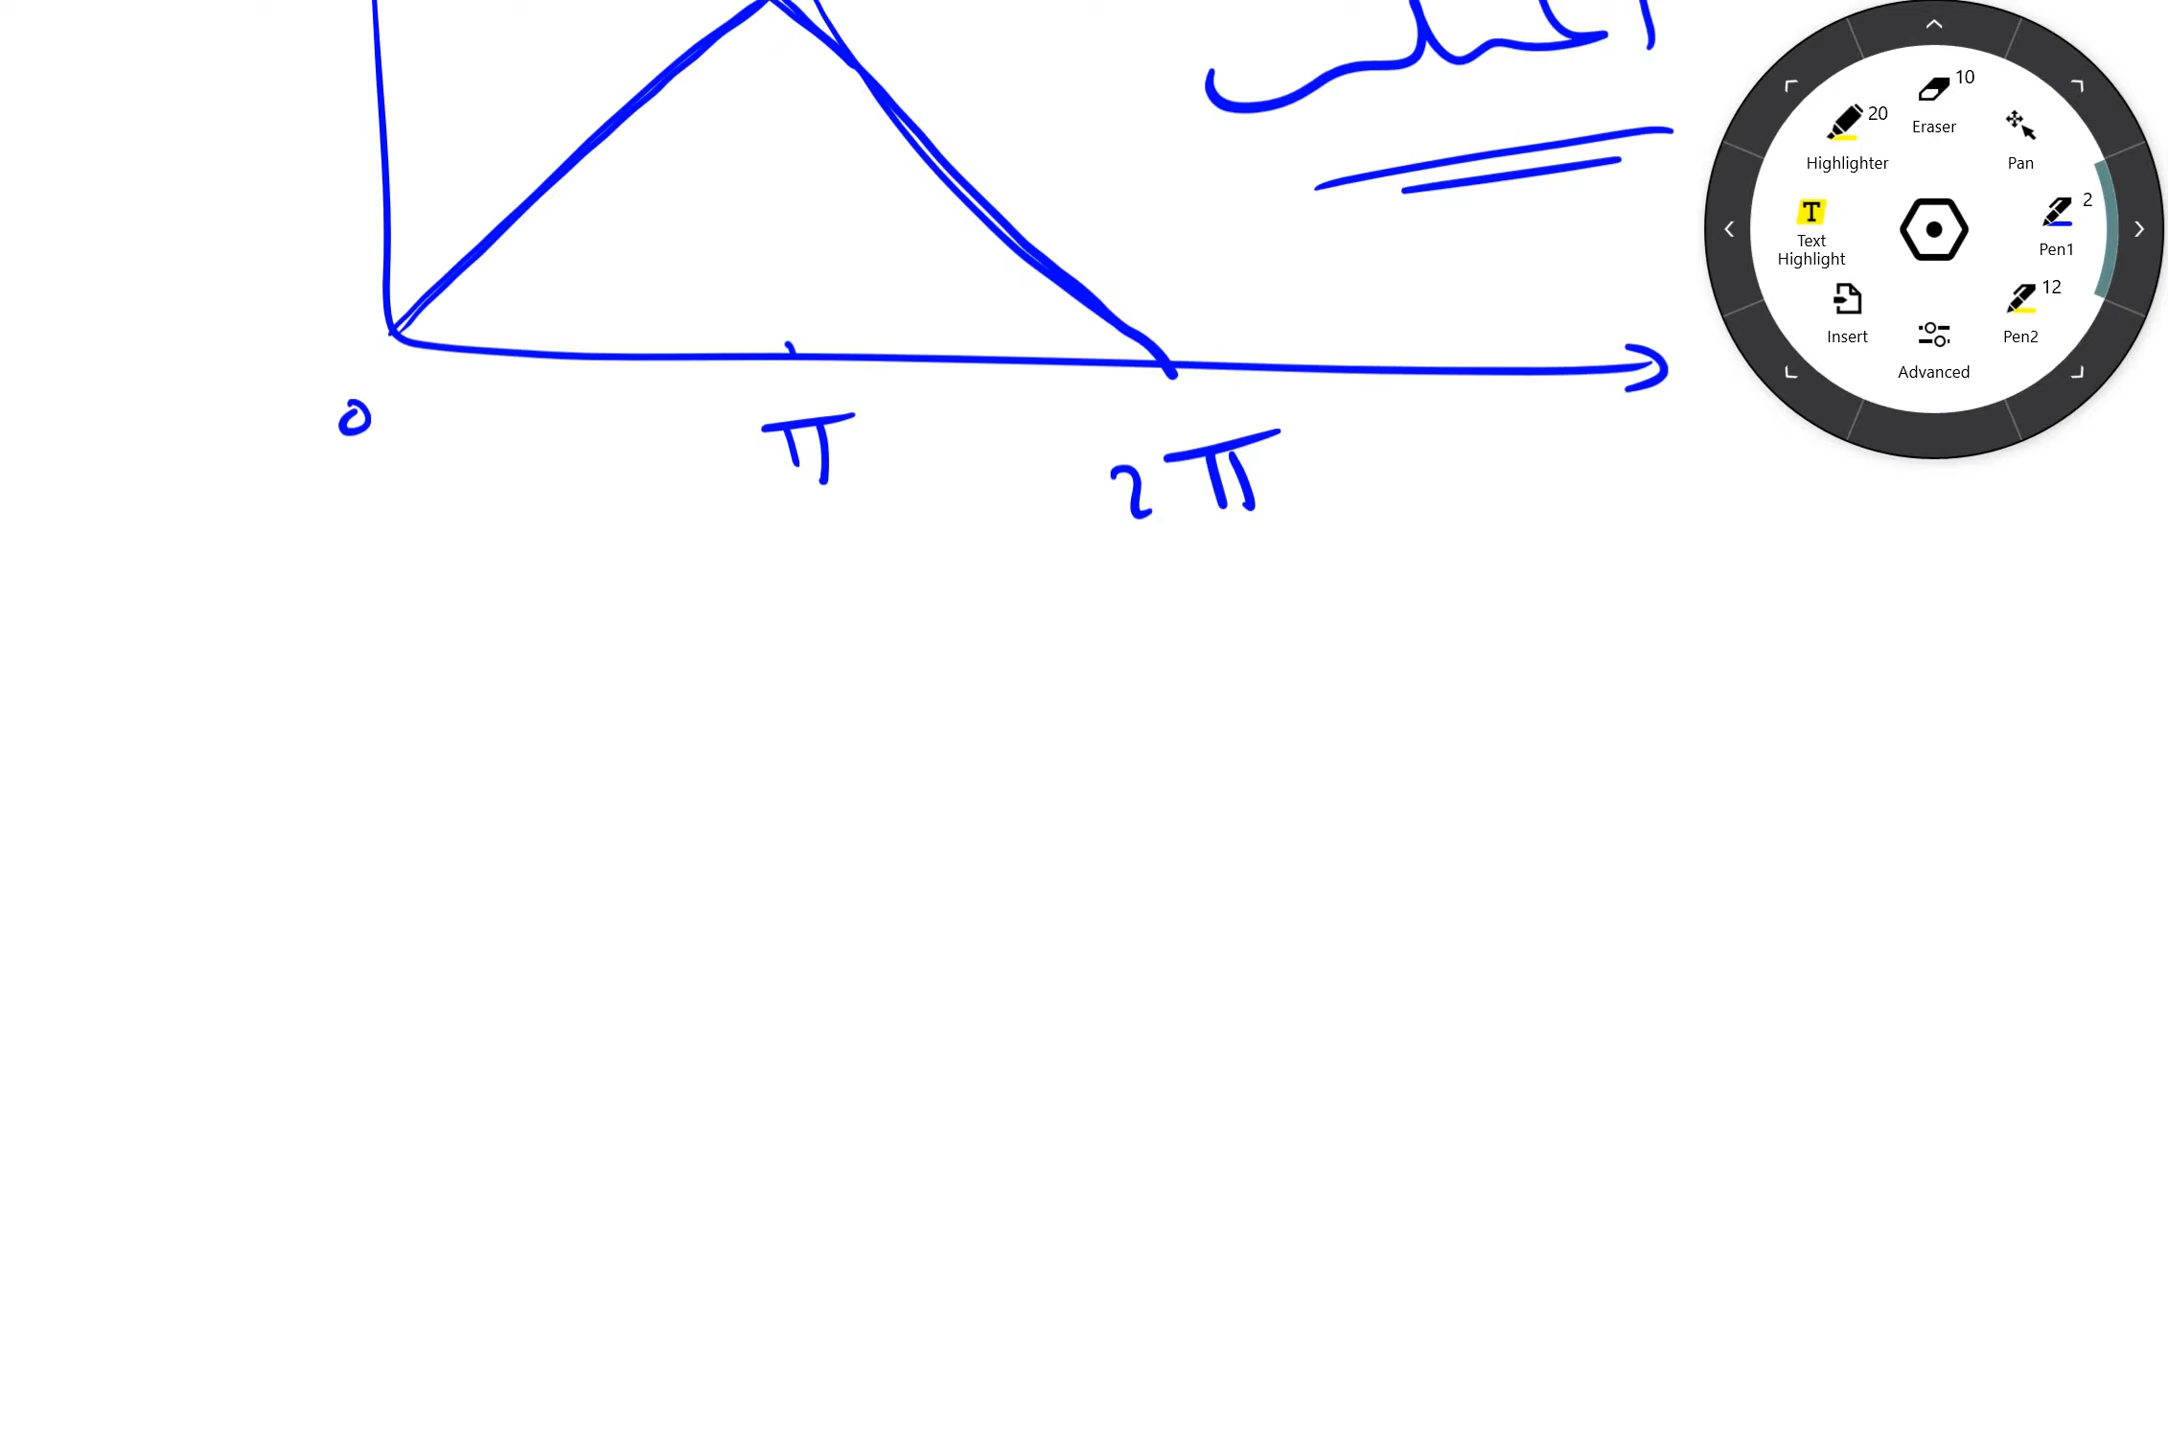 10
Eraser
20
Highlighter
Pan
T
Text
Highlight
2
Pen1
Insert
12
Pen2
Advanced
0
π
2π